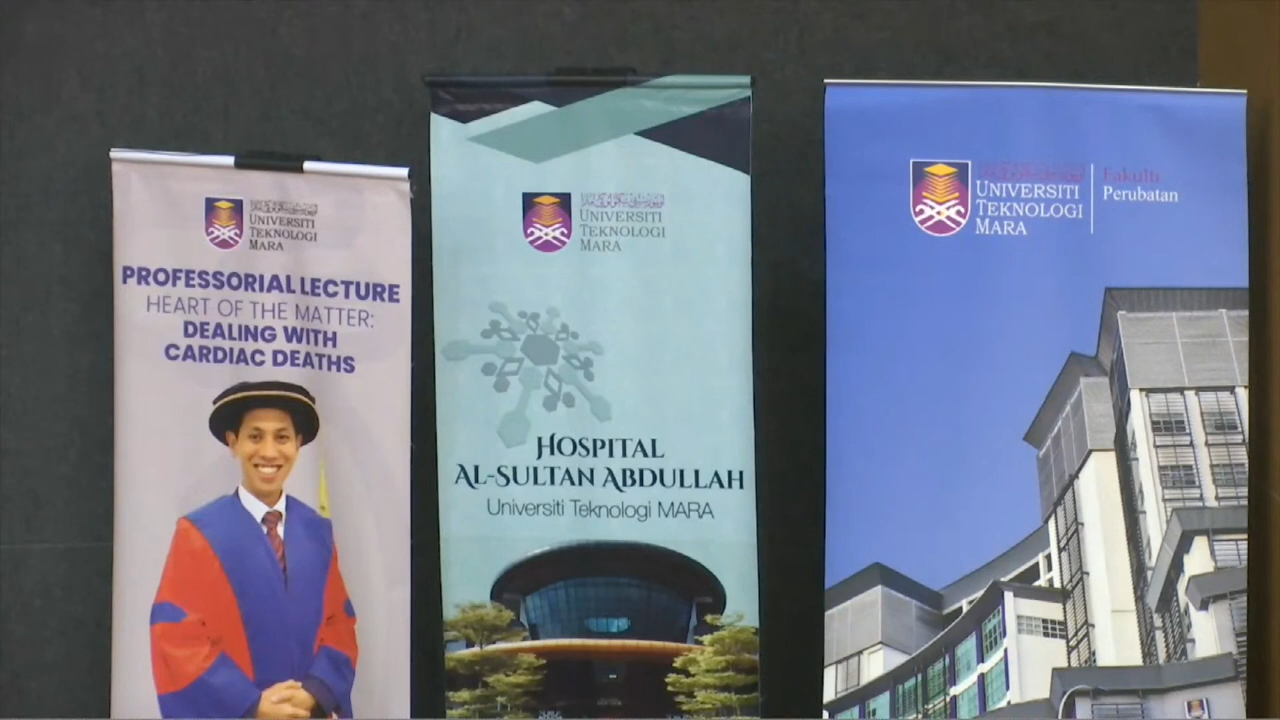 UNIVERSITI
TEKNOLOGI
MARA
PROFESSORIAL LECTURE
HEART OF THE MATTER:
DEALING WITH
CARDIAC DEATHS
UNIVERSITI
TEKNOLOGI
MARA
HOSPITAL
AL-SULTAN ABDULLAH
Universiti Teknologi MARA
UNIVERSITI
TEKNOLOGI
MARA
Fakulti
Perubatan